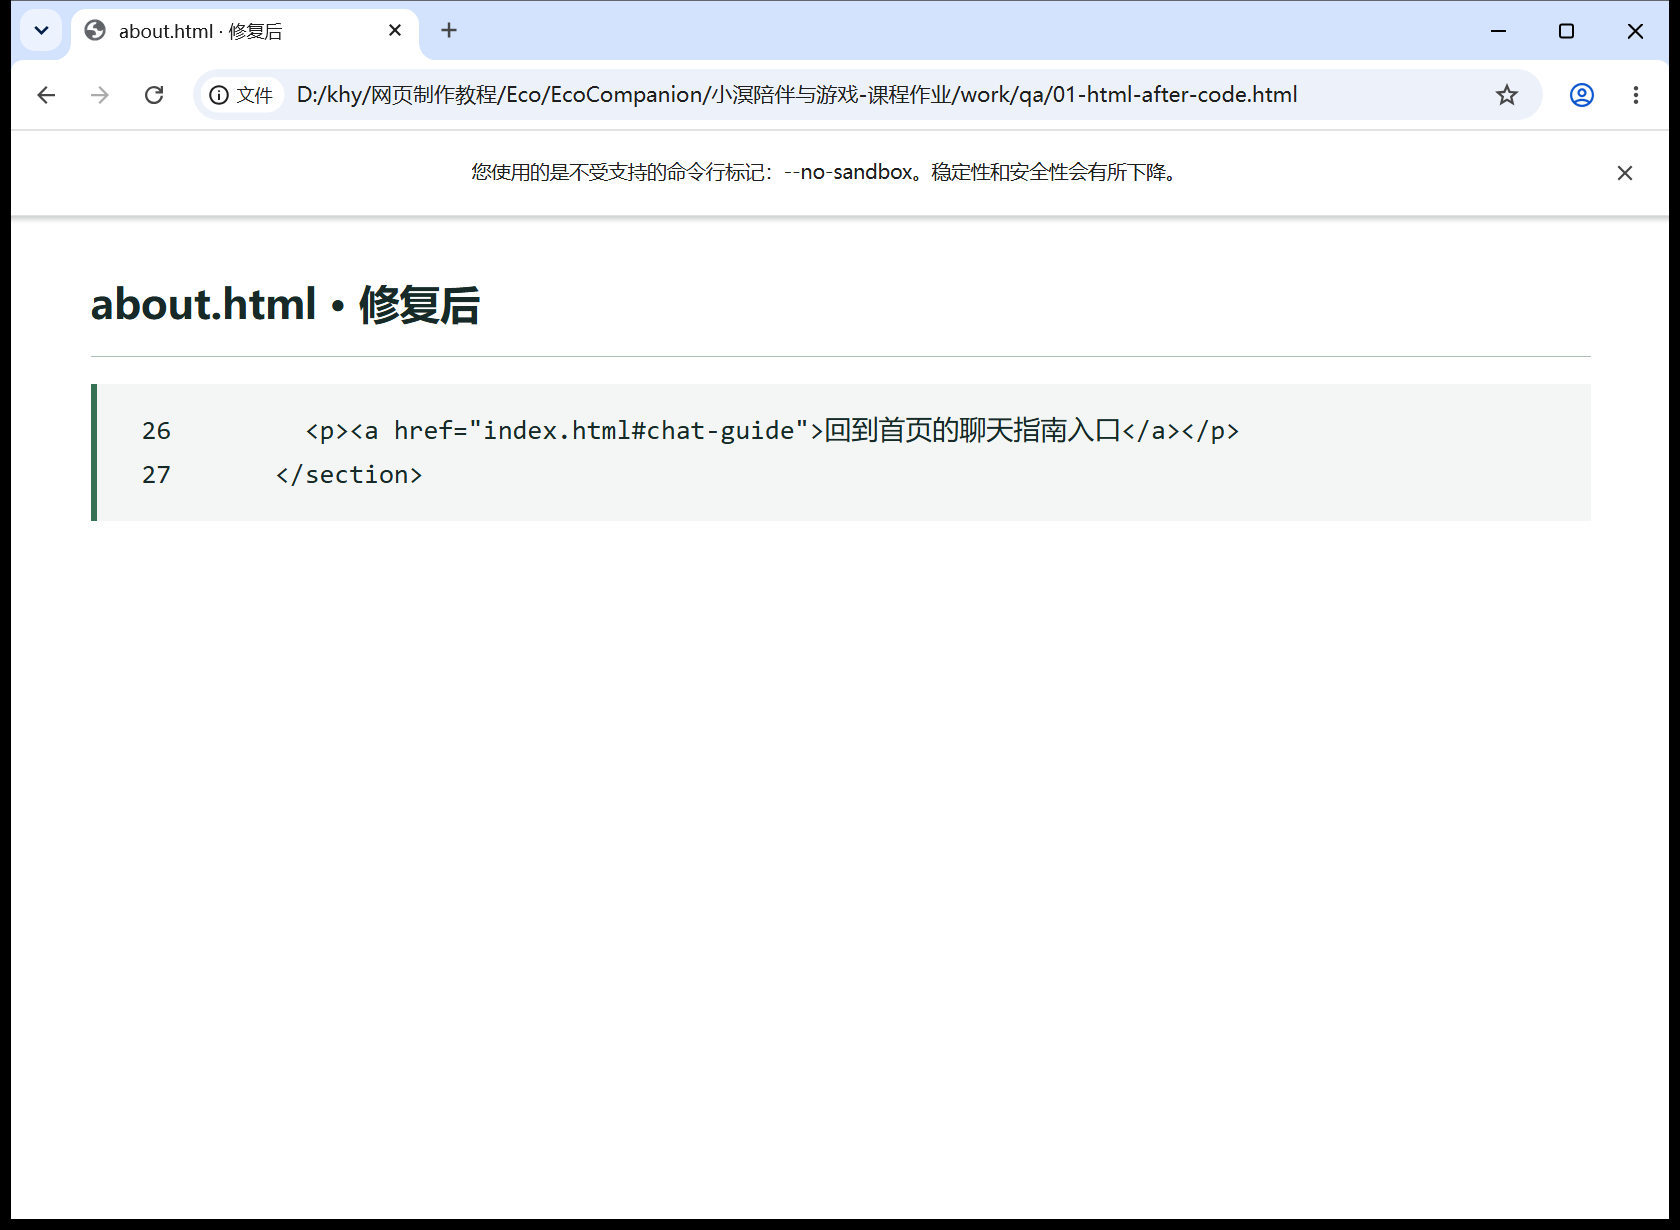 about.html · 修复后
文件 D:/khy/网页制作教程/Eco/EcoCompanion/小溟陪伴与游戏-课程作业/work/qa/01-html-after-code.html
您使用的是不受支持的命令行标记：--no-sandbox。稳定性和安全性会有所下降。
about.html · 修复后
26 <p><a href="index.html#chat-guide">回到首页的聊天指南入口</a></p>
27 </section>